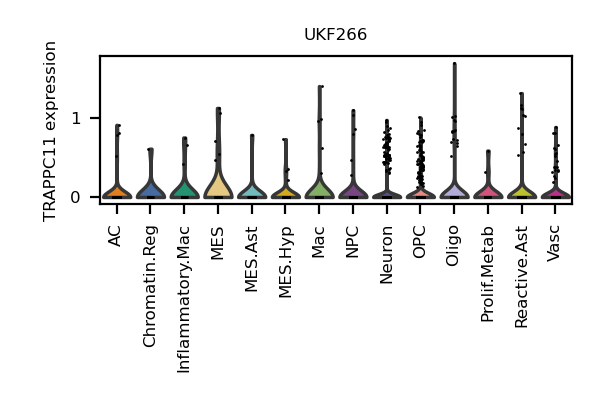 UKF266
TRAPPC11 expression
1
0
AC
Chromatin.Reg
Inflammatory.Mac
MES
MES.Ast
MES.Hyp
Mac
NPC
Neuron
OPC
Oligo
Prolif.Metab
Reactive.Ast
Vasc